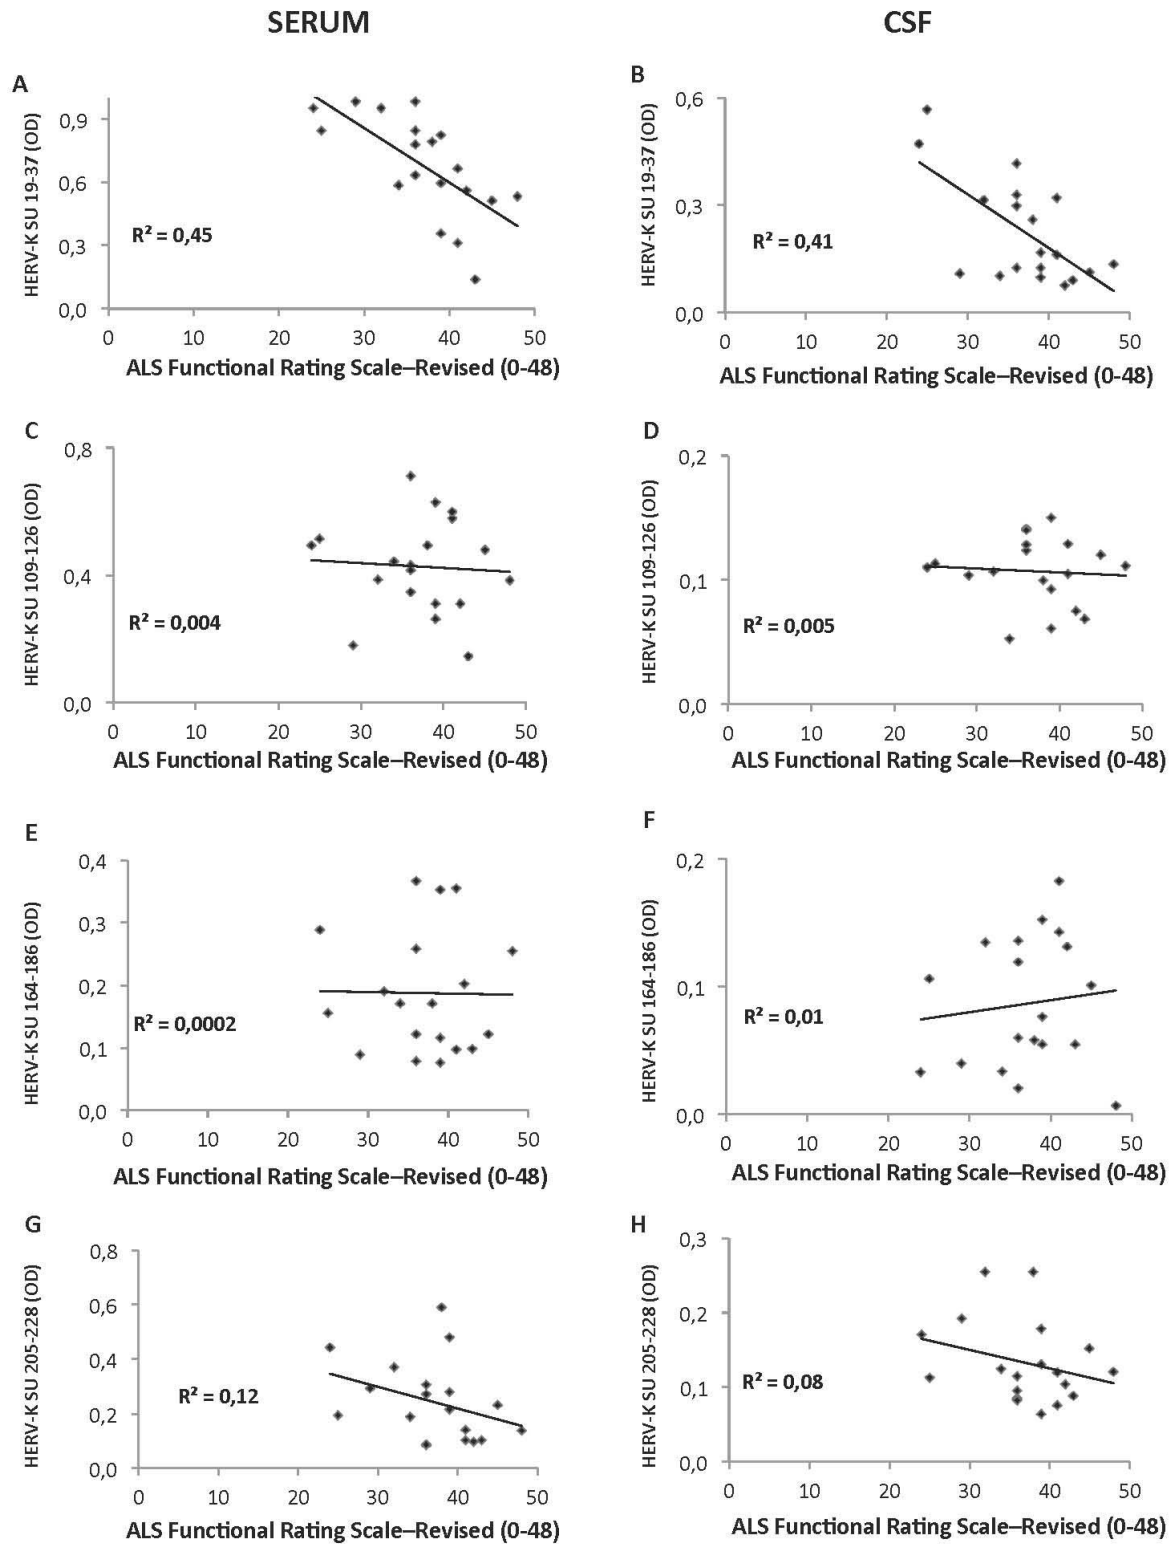 SERUM
CSF
A
HERV-K SU 19-37 (OD)
0,9
0,6
0,3
0,0
R² = 0,45
0 10 20 30 40 50
ALS Functional Rating Scale–Revised (0-48)
B
HERV-K SU 19-37 (OD)
0,6
0,3
0,0
R² = 0,41
0 10 20 30 40 50
ALS Functional Rating Scale–Revised (0-48)
C
HERV-K SU 109-126 (OD)
0,8
0,4
0,0
R² = 0,004
0 10 20 30 40 50
ALS Functional Rating Scale–Revised (0-48)
D
HERV-K SU 109-126 (OD)
0,2
0,1
0,0
R² = 0,005
0 10 20 30 40 50
ALS Functional Rating Scale–Revised (0-48)
E
HERV-K SU 164-186 (OD)
0,4
0,3
0,2
0,1
0,0
R² = 0,0002
0 10 20 30 40 50
ALS Functional Rating Scale–Revised (0-48)
F
HERV-K SU 164-186 (OD)
0,2
0,1
0,0
R² = 0,01
0 10 20 30 40 50
ALS Functional Rating Scale–Revised (0-48)
G
HERV-K SU 205-228 (OD)
0,8
0,6
0,4
0,2
0,0
R² = 0,12
0 10 20 30 40 50
ALS Functional Rating Scale–Revised (0-48)
H
HERV-K SU 205-228 (OD)
0,3
0,2
0,1
0,0
R² = 0,08
0 10 20 30 40 50
ALS Functional Rating Scale–Revised (0-48)